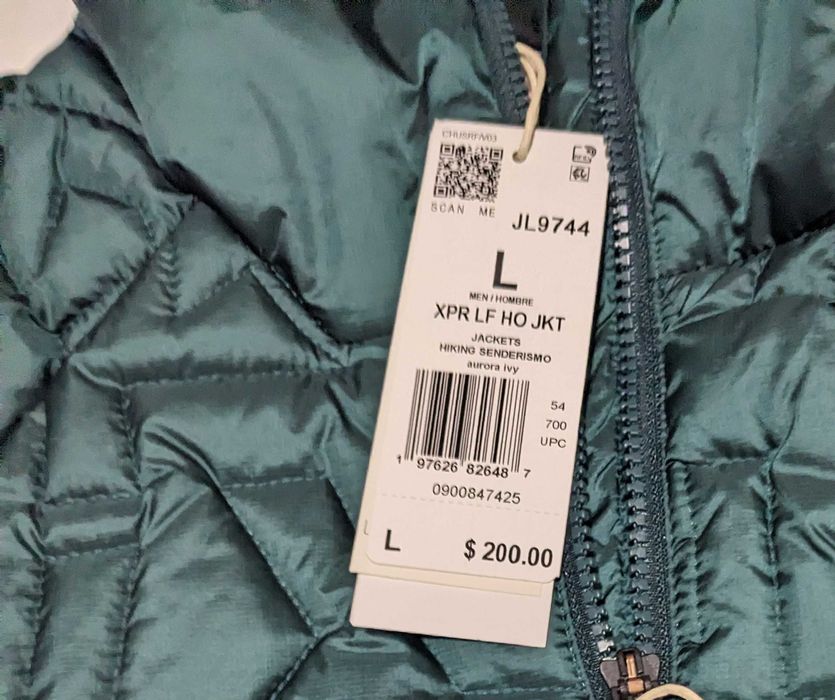 CHUSRFAV03
SCAN ME
JL9744
L
MEN / HOMBRE
XPR LF HO JKT
JACKETS
HIKING SENDERISMO
aurora ivy
54
700
UPC
1 97626 82648 7
0900847425
L $ 200.00